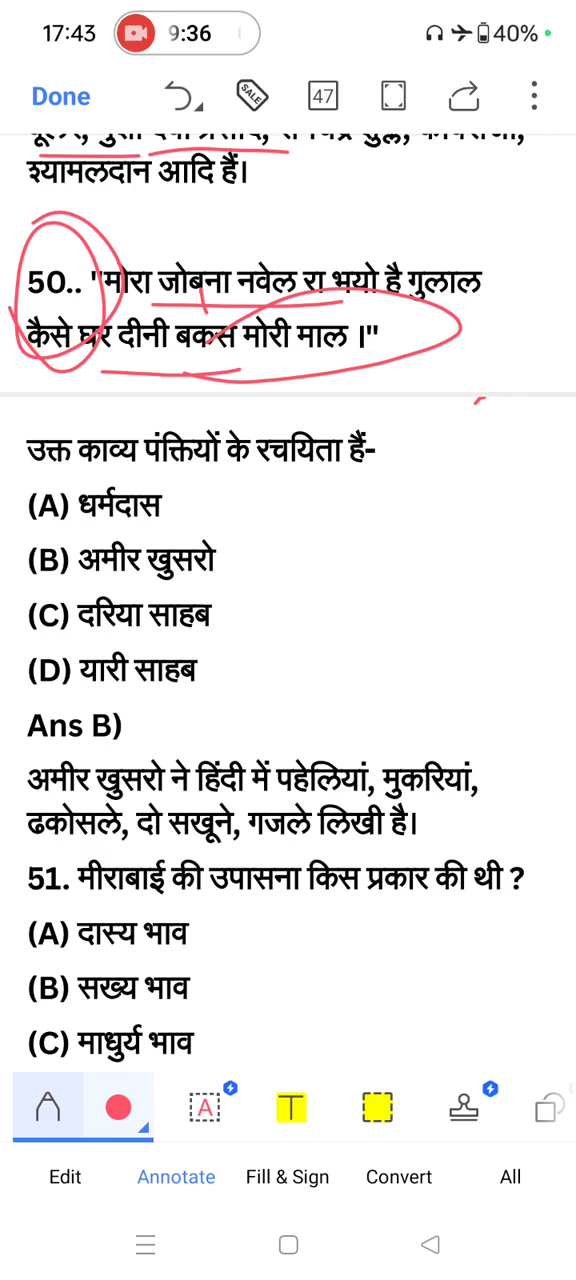 17:43 9:36 40%
Done SALE 47
श्यामलदान आदि हैं।
50.. "मोरा जोबना नवेल रा भयो है गुलाल
कैसे घर दीनी बकस मोरी माल ।"
उक्त काव्य पंक्तियों के रचयिता हैं-
(A) धर्मदास
(B) अमीर खुसरो
(C) दरिया साहब
(D) यारी साहब
Ans B)
अमीर खुसरो ने हिंदी में पहेलियां, मुकरियां,
ढकोसले, दो सखूने, गजले लिखी है।
51. मीराबाई की उपासना किस प्रकार की थी ?
(A) दास्य भाव
(B) सख्य भाव
(C) माधुर्य भाव
A T
Edit Annotate Fill & Sign Convert All